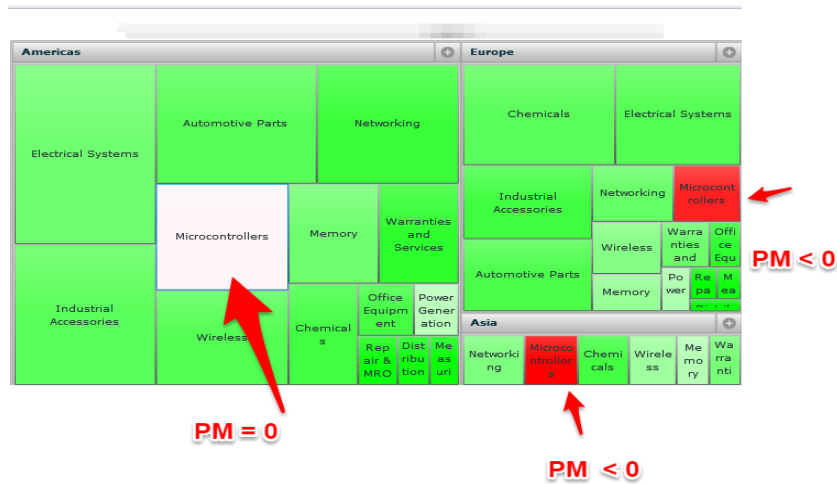 Americas
Electrical Systems
Automotive Parts
Networking
Microcontrollers
Memory
Warranties
and
Services
Industrial
Accessories
Wireless
Chemical
s
Office
Equipm
ent
Power
Gener
ation
Rep
air &
MRO
Dist
ribu
tion
Me
as
uri
Europe
Chemicals
Electrical Systems
Industrial
Accessories
Networking
Microcont
rollers
Wireless
Warra
nties
and
Offi
ce
Equ
Automotive Parts
Memory
Po
wer
Re
pa
M
ea
Asia
Networki
ng
Microco
ntroller
s
Chemi
cals
Wirele
ss
Me
mo
ry
Wa
rra
nti
PM = 0
PM < 0
PM < 0